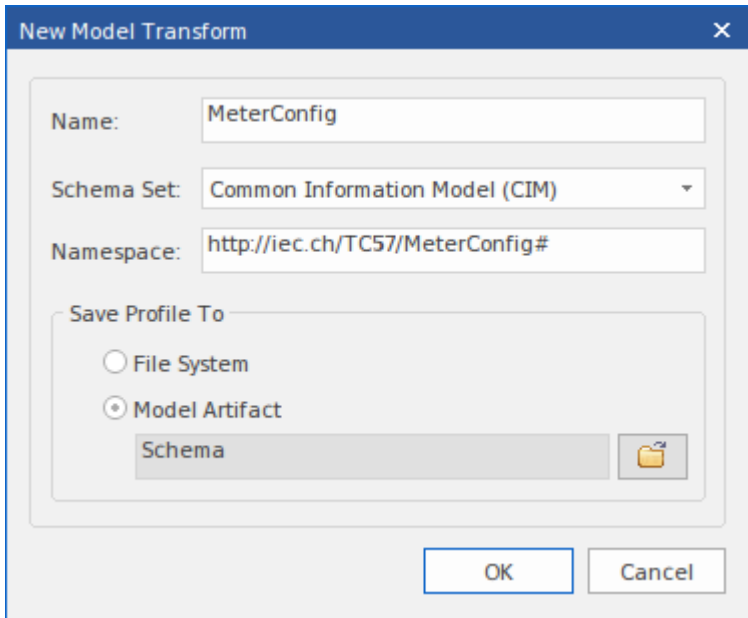 New Model Transform
Name: MeterConfig
Schema Set: Common Information Model (CIM)
Namespace: http://iec.ch/TC57/MeterConfig#
Save Profile To
File System
Model Artifact
Schema
OK Cancel